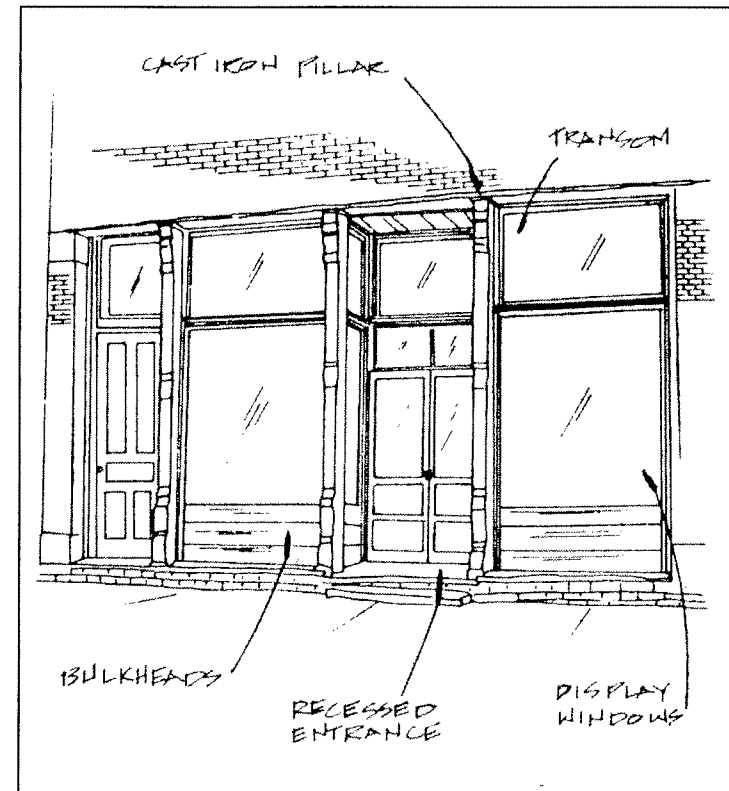 CAST IRON PILLAR
TRANSOM
BULKHEADS
RECESSED
ENTRANCE
DISPLAY
WINDOWS